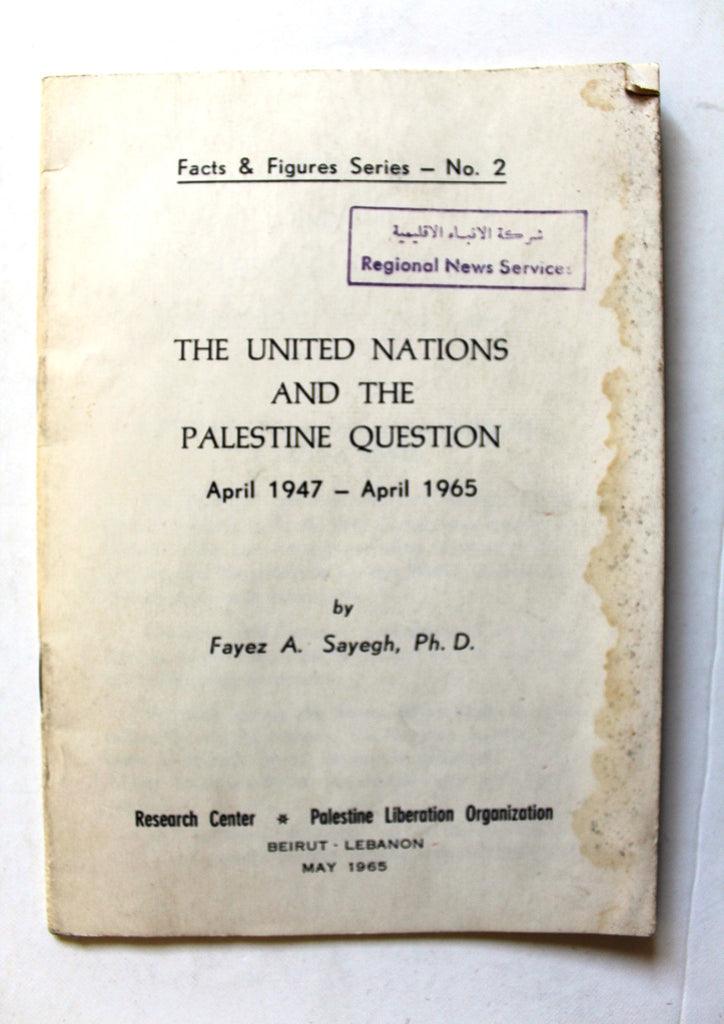 Facts & Figures Series – No. 2
شركة الانباء الاقليمية
Regional News Services
THE UNITED NATIONS
AND THE
PALESTINE QUESTION
April 1947 – April 1965
by
Fayez A. Sayegh, Ph. D.
Research Center * Palestine Liberation Organization
BEIRUT - LEBANON
MAY 1965